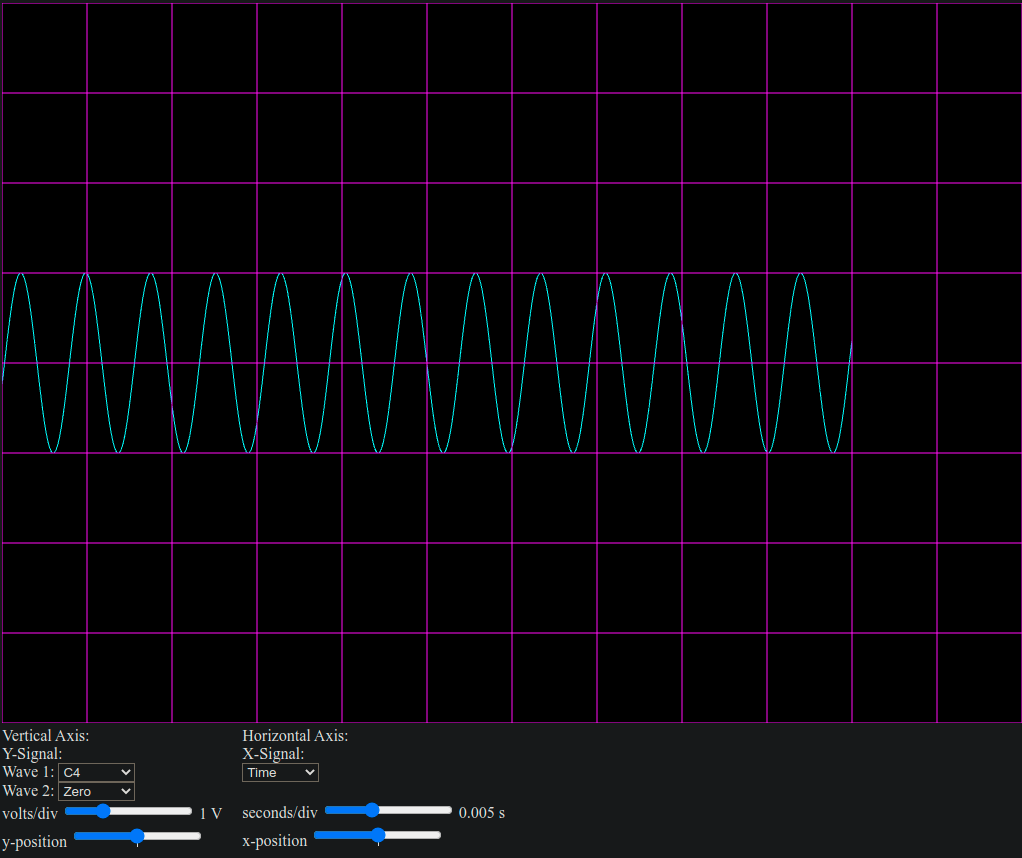 Vertical Axis:
Y-Signal:
Wave 1: C4
Wave 2: Zero
volts/div 1 V
y-position
Horizontal Axis:
X-Signal:
Time
seconds/div 0.005 s
x-position